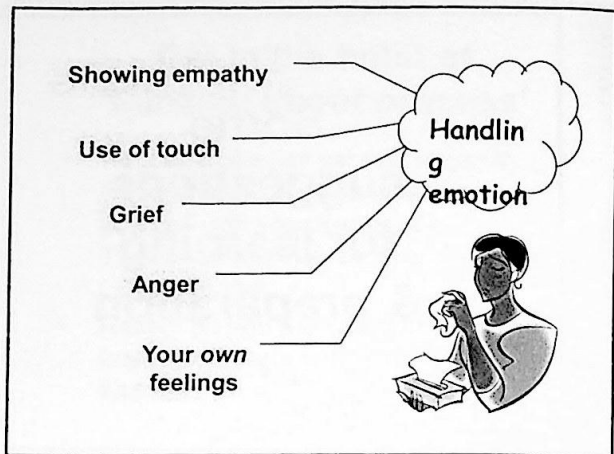 Showing empathy
Use of touch
Grief
Anger
Your own
feelings
Handlin
g
emotion